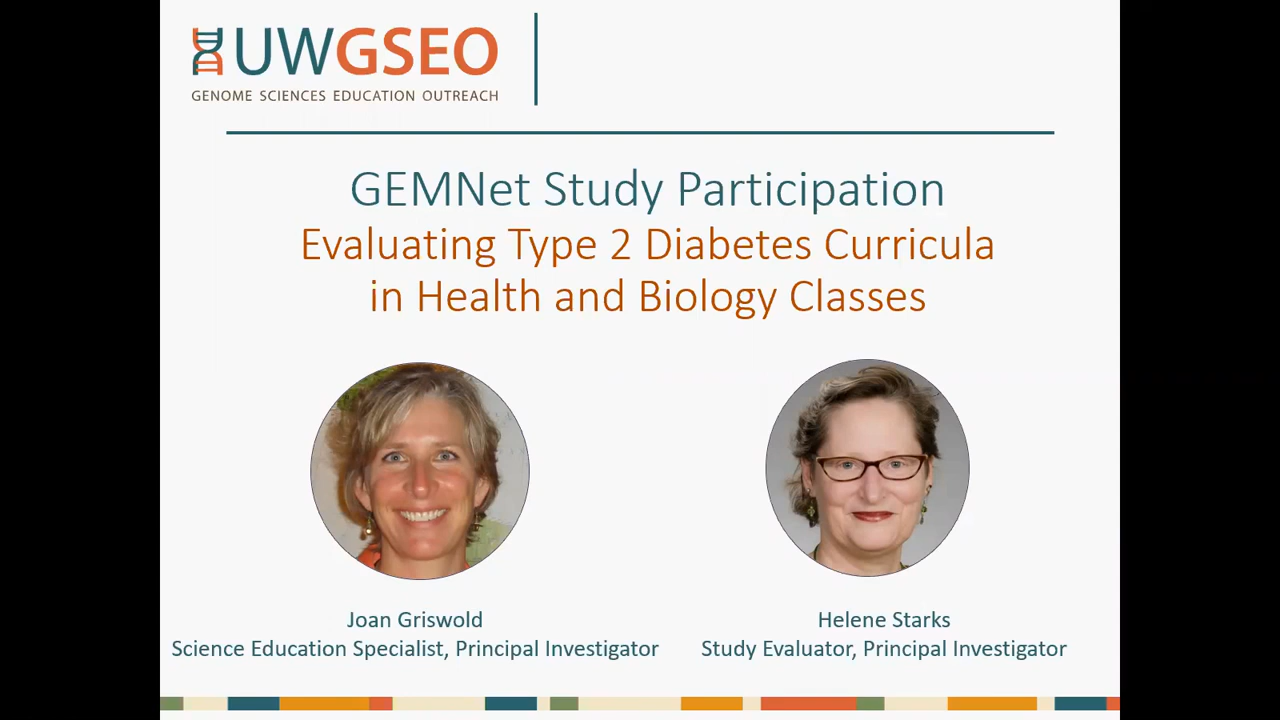 UWGSEO
GENOME SCIENCES EDUCATION OUTREACH
GEMNet Study Participation
Evaluating Type 2 Diabetes Curricula
in Health and Biology Classes
Joan Griswold
Science Education Specialist, Principal Investigator
Helene Starks
Study Evaluator, Principal Investigator